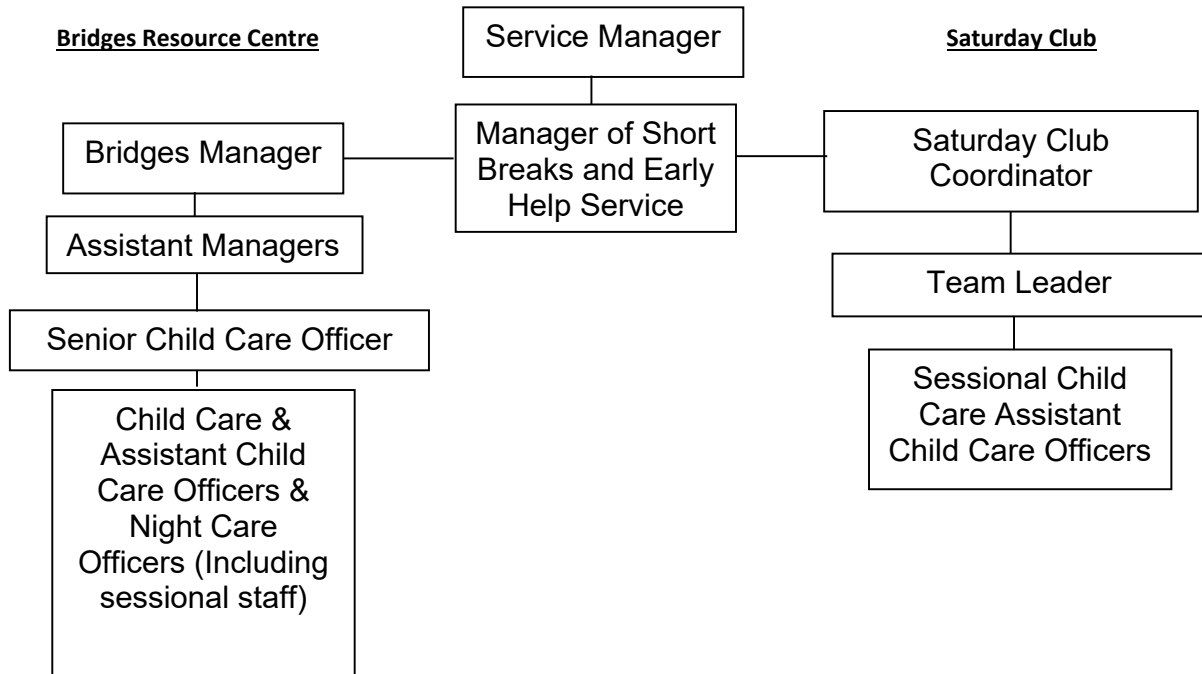 Bridges Resource Centre
Service Manager
Saturday Club
Bridges Manager
Manager of Short
Breaks and Early
Help Service
Saturday Club
Coordinator
Assistant Managers
Team Leader
Senior Child Care Officer
Child Care &
Assistant Child
Care Officers &
Night Care
Officers (Including
sessional staff)
Sessional Child
Care Assistant
Child Care Officers